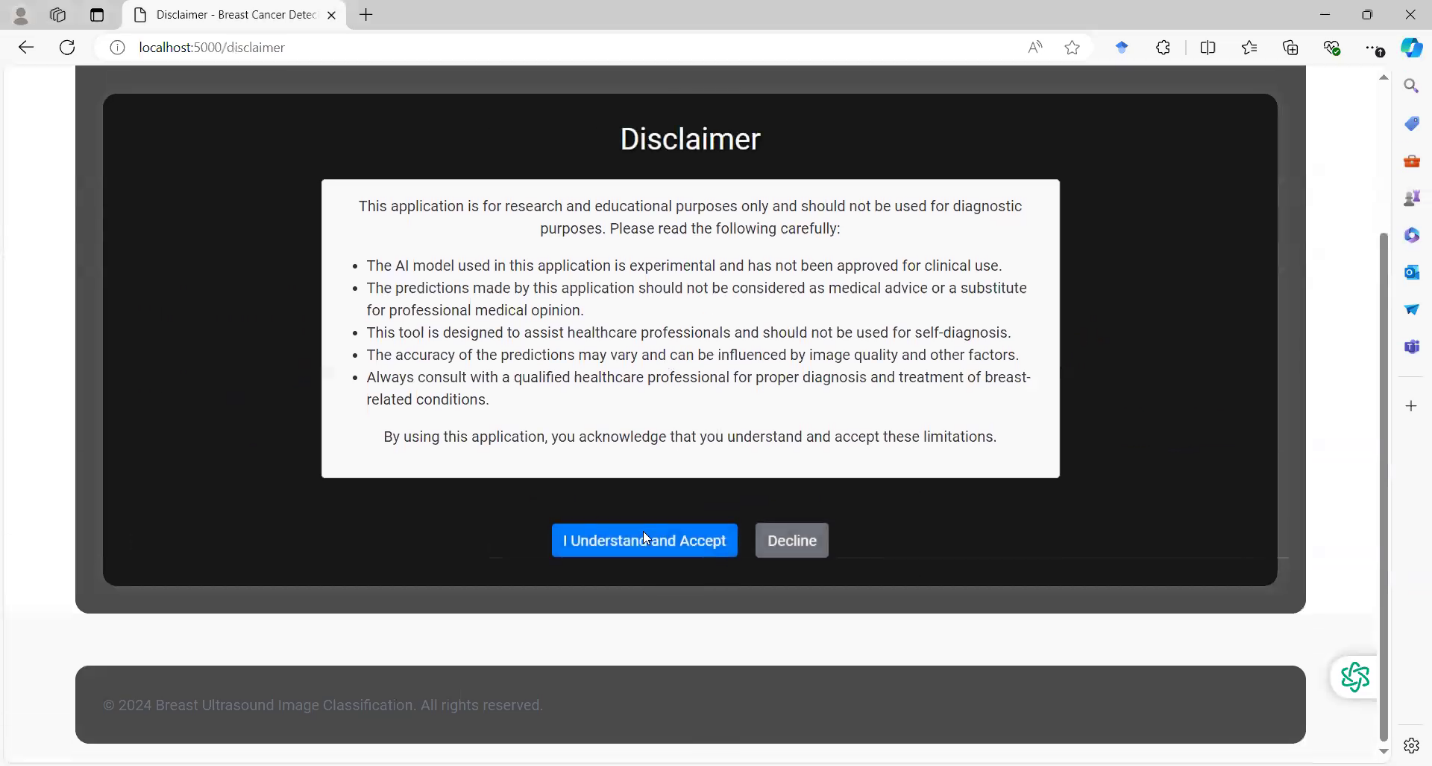 Disclaimer - Breast Cancer Detec
localhost:5000/disclaimer
Disclaimer
This application is for research and educational purposes only and should not be used for diagnostic
purposes. Please read the following carefully:
• The AI model used in this application is experimental and has not been approved for clinical use.
• The predictions made by this application should not be considered as medical advice or a substitute
for professional medical opinion.
• This tool is designed to assist healthcare professionals and should not be used for self-diagnosis.
• The accuracy of the predictions may vary and can be influenced by image quality and other factors.
• Always consult with a qualified healthcare professional for proper diagnosis and treatment of breast-
related conditions.
By using this application, you acknowledge that you understand and accept these limitations.
I Understand and Accept Decline
© 2024 Breast Ultrasound Image Classification. All rights reserved.